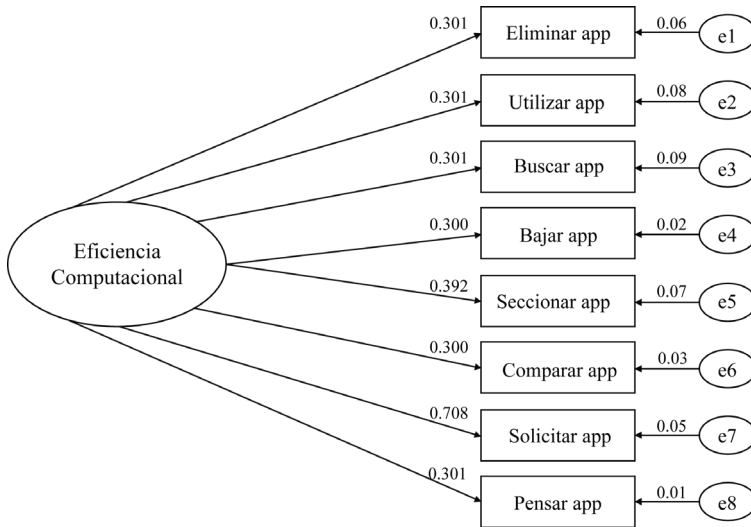 0.301
Eliminar app
0.06
e1
0.301
Utilizar app
0.08
e2
0.301
Buscar app
0.09
e3
0.300
Bajar app
0.02
e4
Eficiencia
Computacional
0.392
Seccionar app
0.07
e5
0.300
Comparar app
0.03
e6
0.708
Solicitar app
0.05
e7
0.301
Pensar app
0.01
e8